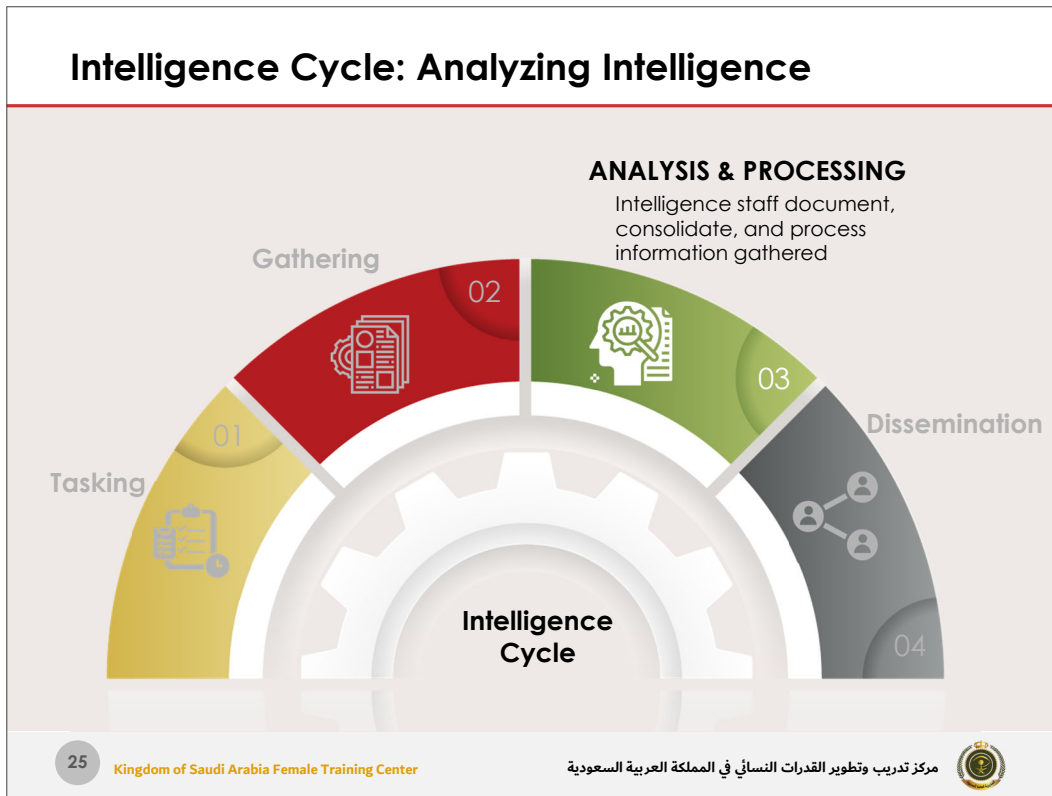 Intelligence Cycle: Analyzing Intelligence
ANALYSIS & PROCESSING
Intelligence staff document,
consolidate, and process
information gathered
Gathering
02
03
Dissemination
01
Tasking
Intelligence
Cycle
04
25
Kingdom of Saudi Arabia Female Training Center
مركز تدريب وتطوير القدرات النسائي في المملكة العربية السعودية